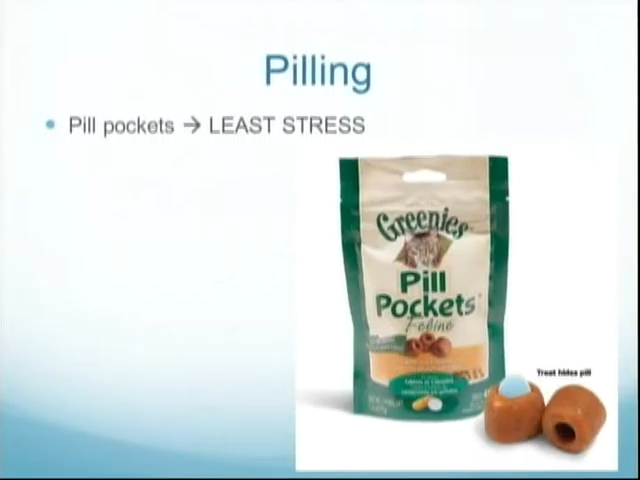 Pilling
• Pill pockets → LEAST STRESS
Greenies
Pill
Pockets
Feline
Treat hides pill